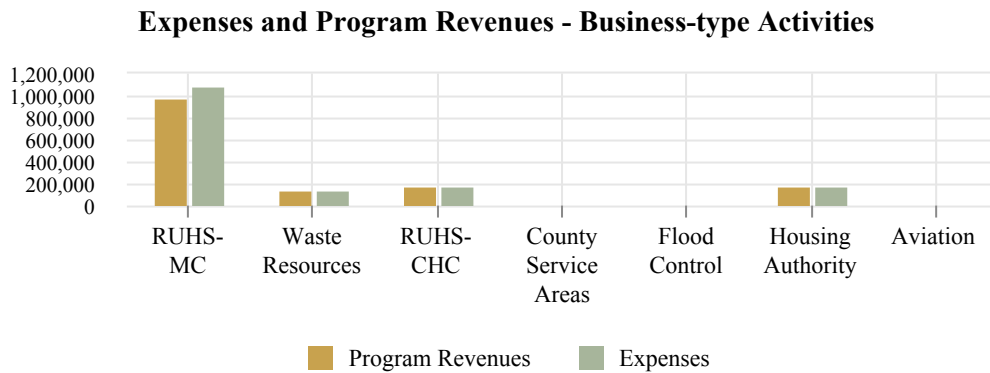 Expenses and Program Revenues - Business-type Activities
1,200,000
1,000,000
800,000
600,000
400,000
200,000
0
RUHS-
MC
Waste
Resources
RUHS-
CHC
County
Service
Areas
Flood
Control
Housing
Authority
Aviation
Program Revenues
Expenses